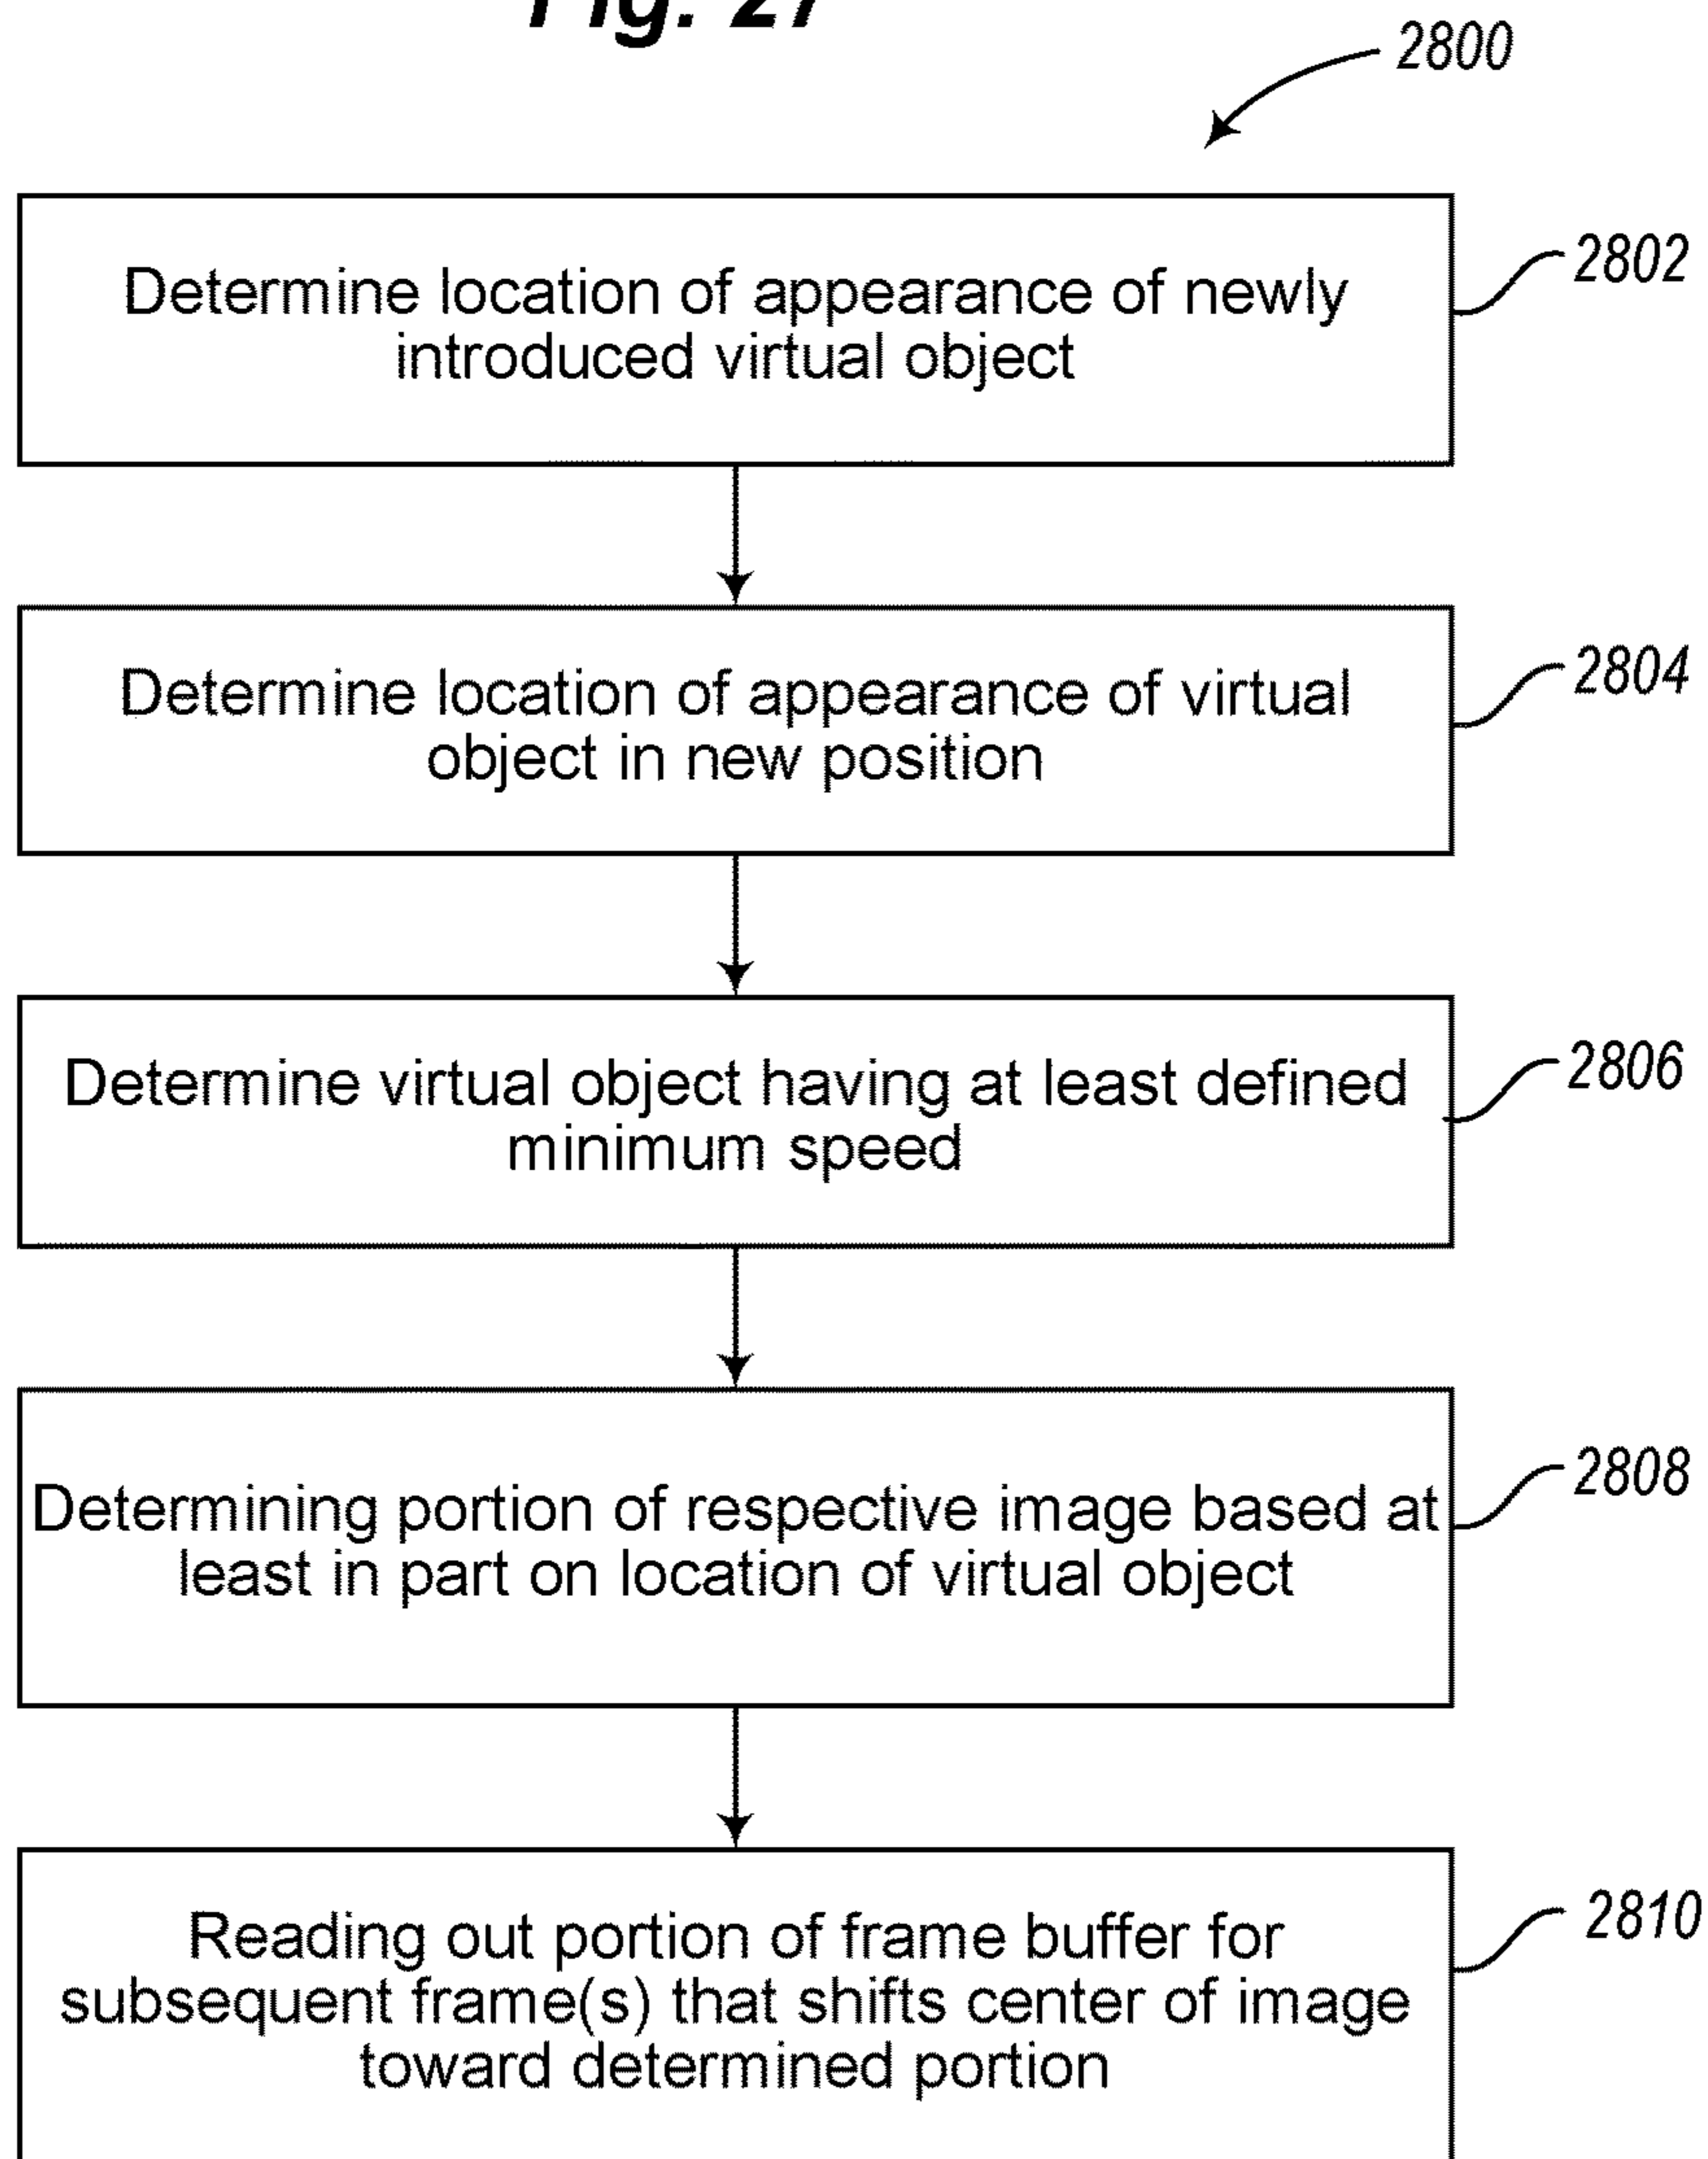 Fig. 27
2800
Determine location of appearance of newly
introduced virtual object
2802
Determine location of appearance of virtual
object in new position
2804
Determine virtual object having at least defined
minimum speed
2806
Determining portion of respective image based at
least in part on location of virtual object
2808
Reading out portion of frame buffer for
subsequent frame(s) that shifts center of image
toward determined portion
2810